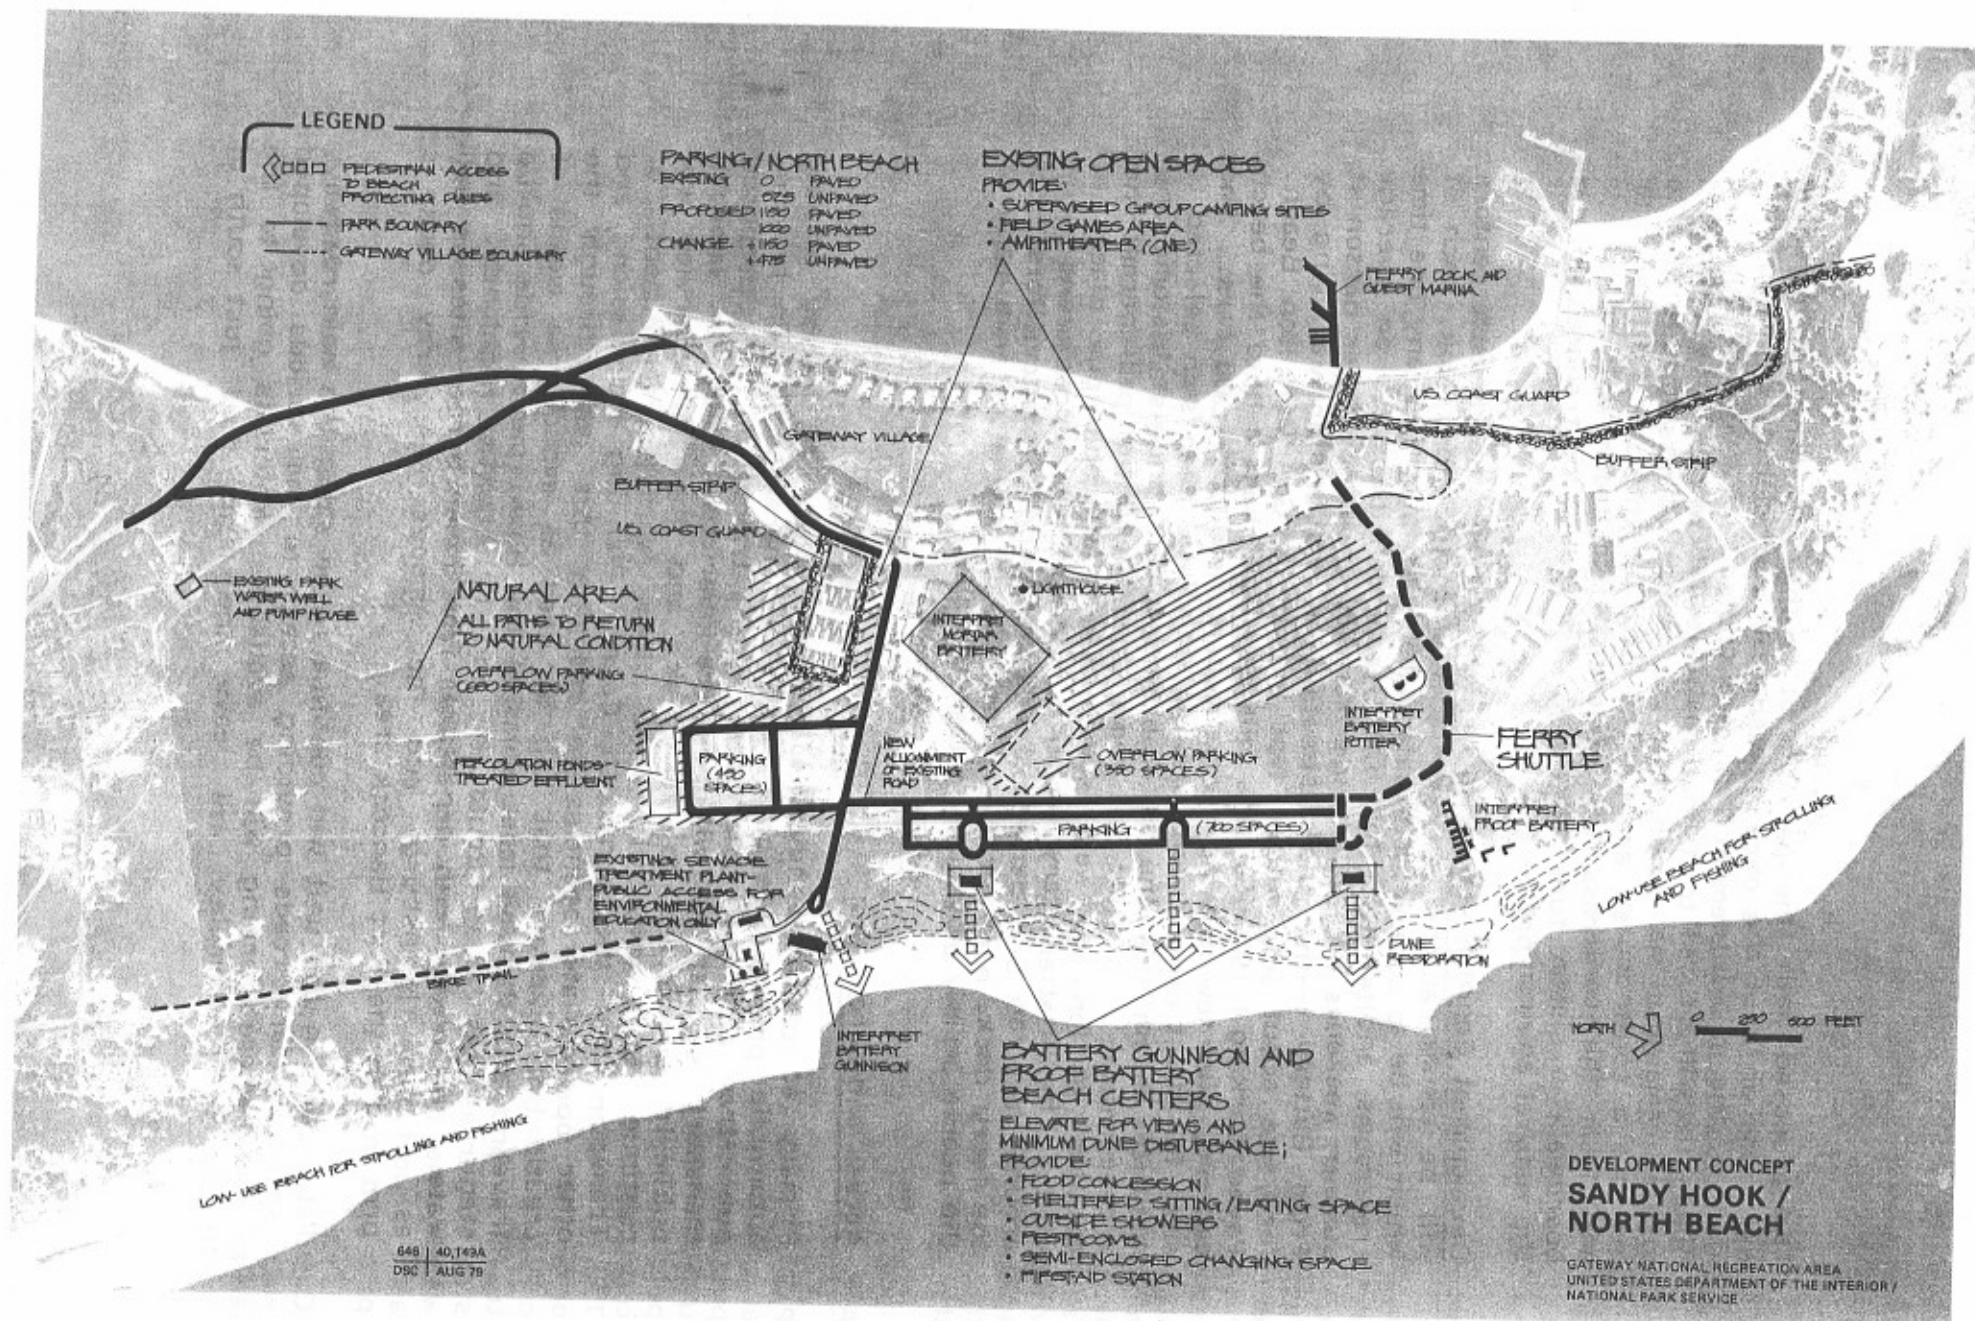 LEGEND
PEDESTRIAN ACCESS
TO BEACH
PROTECTING DUNES
PARK BOUNDARY
GATEWAY VILLAGE BOUNDARY
PARKING / NORTH BEACH
EXISTING 0 PAVED
525 UNPAVED
PROPOSED 1150 PAVED
1000 UNPAVED
CHANGE +1150 PAVED
+475 UNPAVED
EXISTING OPEN SPACES
PROVIDE:
• SUPERVISED GROUP CAMPING SITES
• FIELD GAMES AREA
• AMPHITHEATER (ONE)
FERRY DOCK AND
GUEST MARINA
U.S. COAST GUARD
BUFFER STRIP
GATEWAY VILLAGE
BUFFER STRIP
U.S. COAST GUARD
EXISTING PARK
WATER WELL
AND PUMP HOUSE
NATURAL AREA
ALL PATHS TO RETURN
TO NATURAL CONDITION
OVERFLOW PARKING
(650 SPACES)
LIGHTHOUSE
INTERPRET
MORTAR
BATTERY
INTERPRET
BATTERY
POTTER
FERRY
SHUTTLE
PERCOLATION PONDS-
TREATED EFFLUENT
PARKING
(450
SPACES)
NEW
ALIGNMENT
OF EXISTING
ROAD
OVERFLOW PARKING
(350 SPACES)
PARKING (700 SPACES)
INTERPRET
PROOF BATTERY
LOW-USE BEACH FOR STROLLING
AND FISHING
EXISTING SEWAGE
TREATMENT PLANT-
PUBLIC ACCESS FOR
ENVIRONMENTAL
EDUCATION ONLY
DUNE
RESTORATION
BIKE TRAIL
INTERPRET
BATTERY
GUNNISON
NORTH
0 250 500 FEET
LOW-USE BEACH FOR STROLLING AND FISHING
BATTERY GUNNISON AND
PROOF BATTERY
BEACH CENTERS
ELEVATE FOR VIEWS AND
MINIMUM DUNE DISTURBANCE;
PROVIDE:
• FOOD CONCESSION
• SHELTERED SITTING / EATING SPACE
• OUTSIDE SHOWERS
• RESTROOMS
• SEMI-ENCLOSED CHANGING SPACE
• FIRST-AID STATION
646 | 40,149A
DSC | AUG 79
DEVELOPMENT CONCEPT
SANDY HOOK /
NORTH BEACH
GATEWAY NATIONAL RECREATION AREA
UNITED STATES DEPARTMENT OF THE INTERIOR /
NATIONAL PARK SERVICE